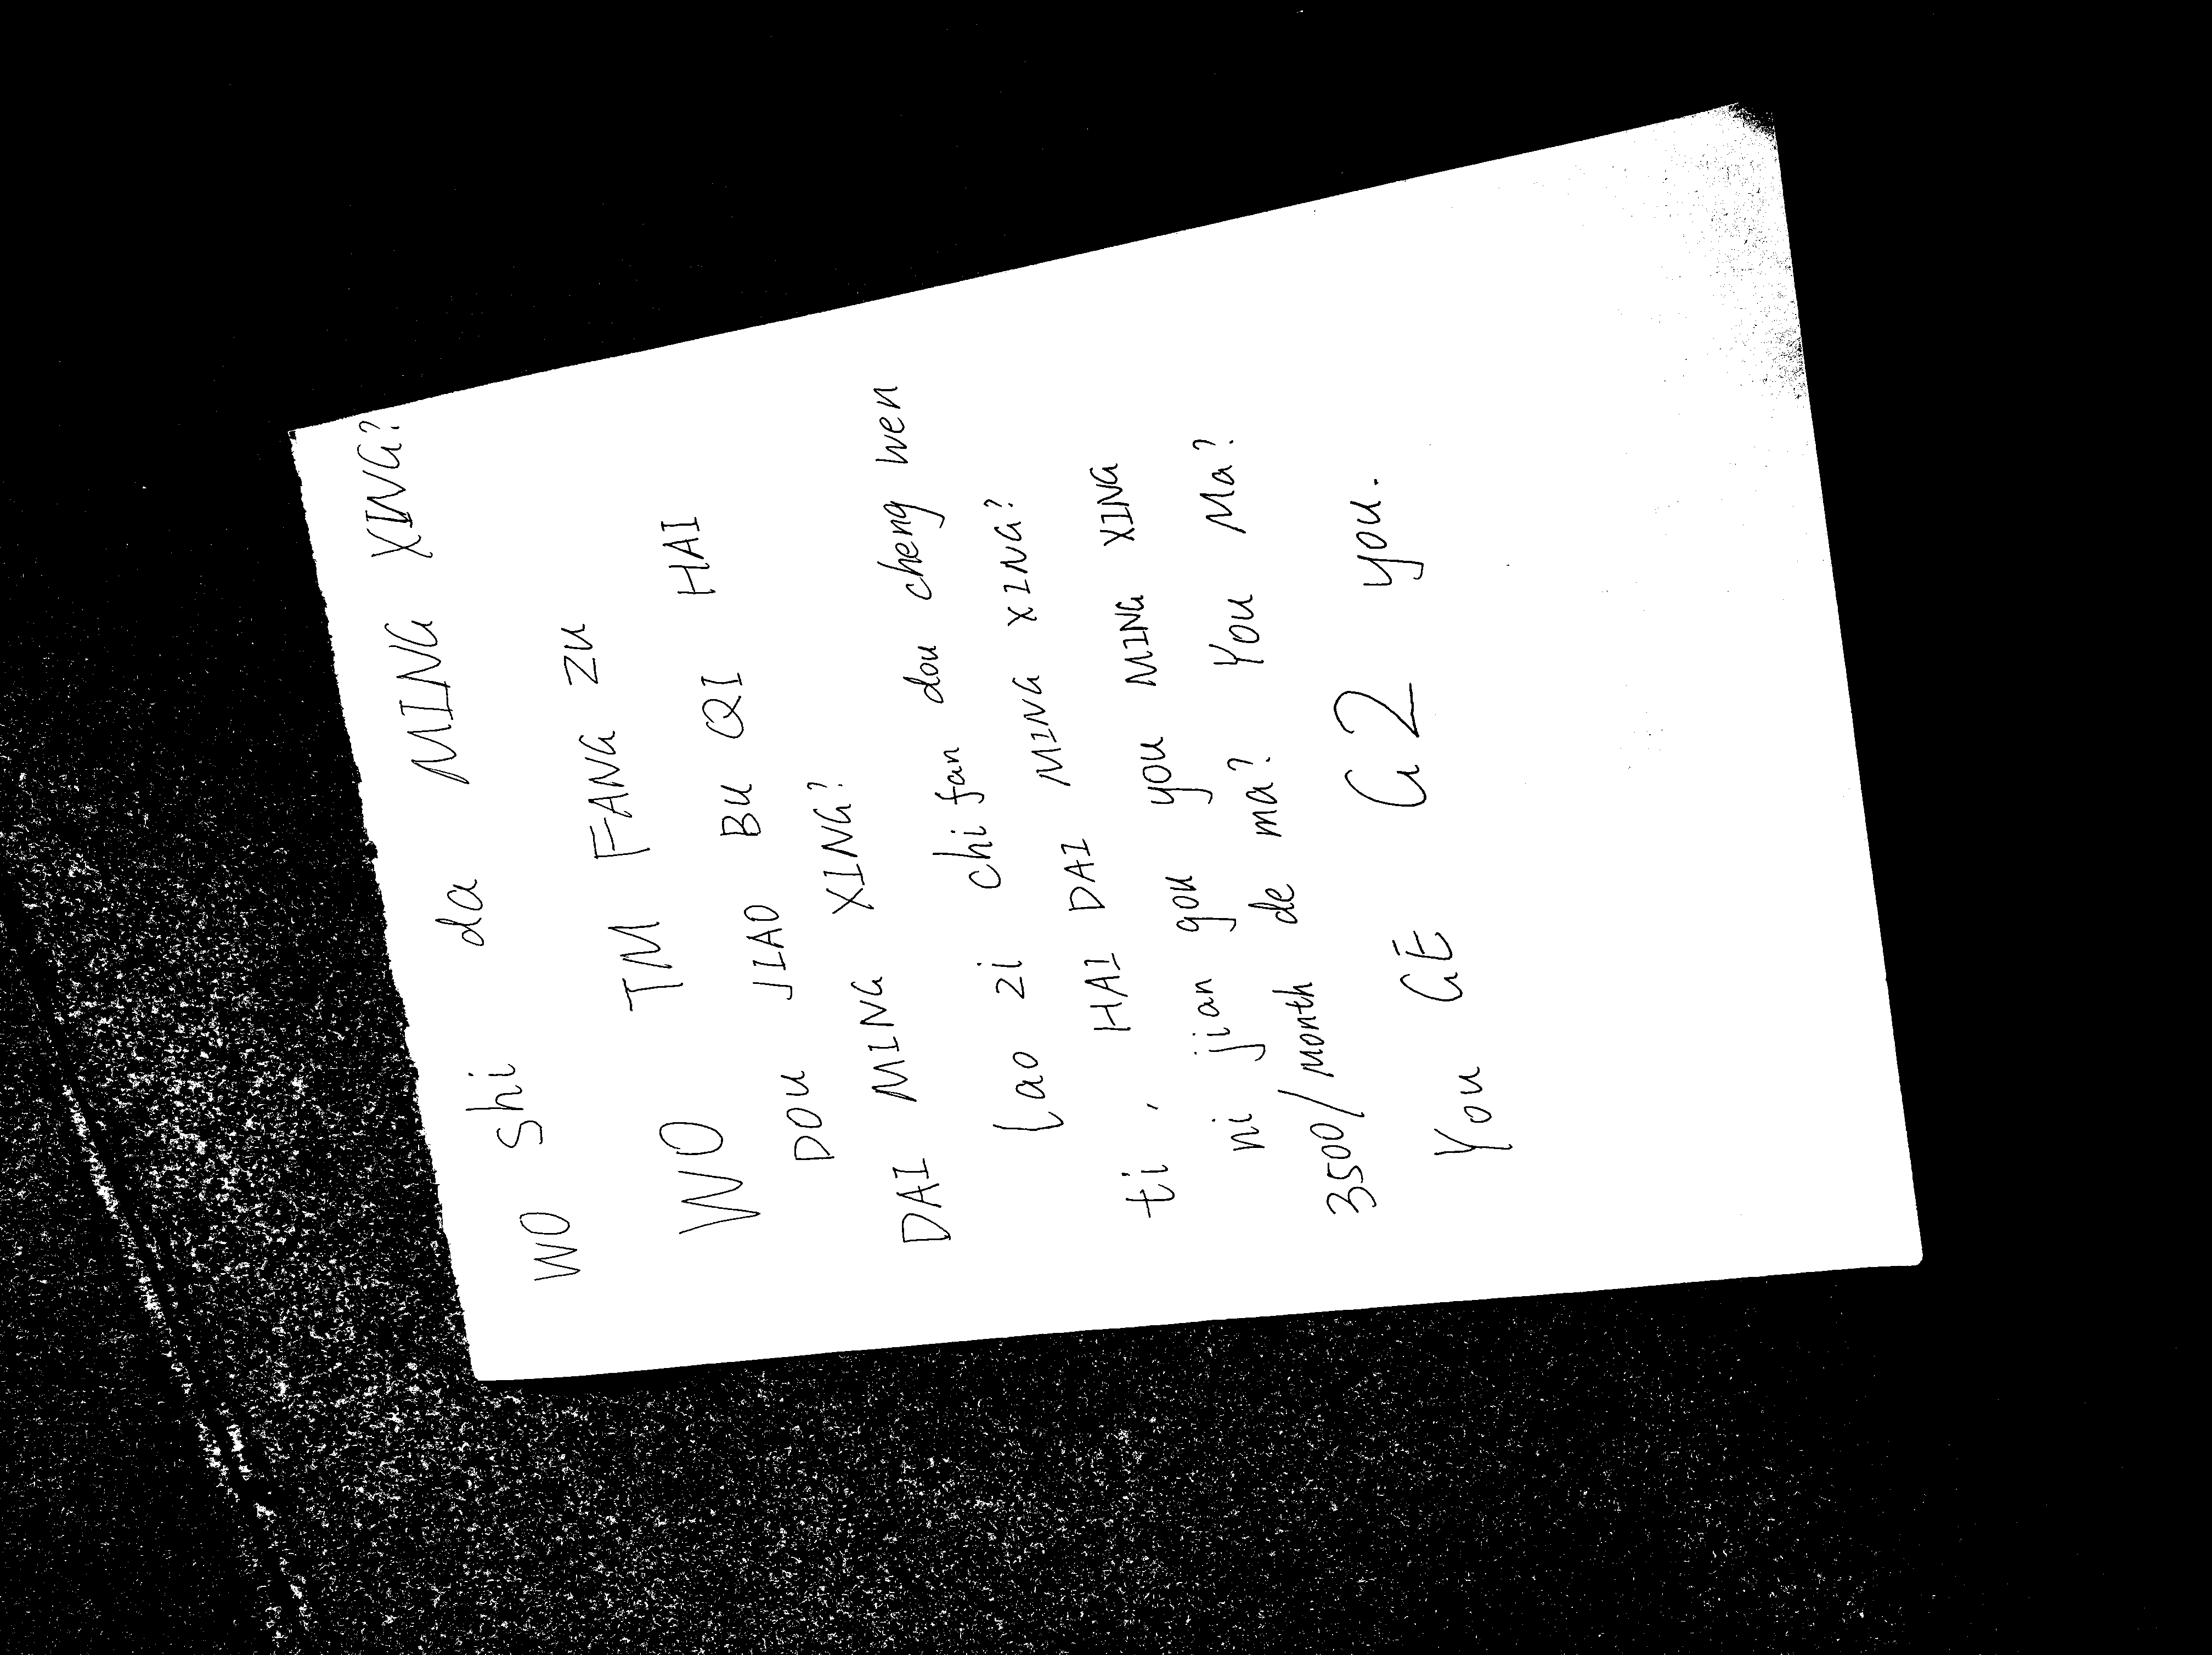 WO shi da MING XING?
WO TM FANG ZU
DOU JIAO BU QI HAI
DAI MING XING?
Lao zi chi fan dou cheng wen
ti, HAI DAI MING XING?
ni jian gou you MING XING
3500/month de ma? You Ma?
You GE G2 you.